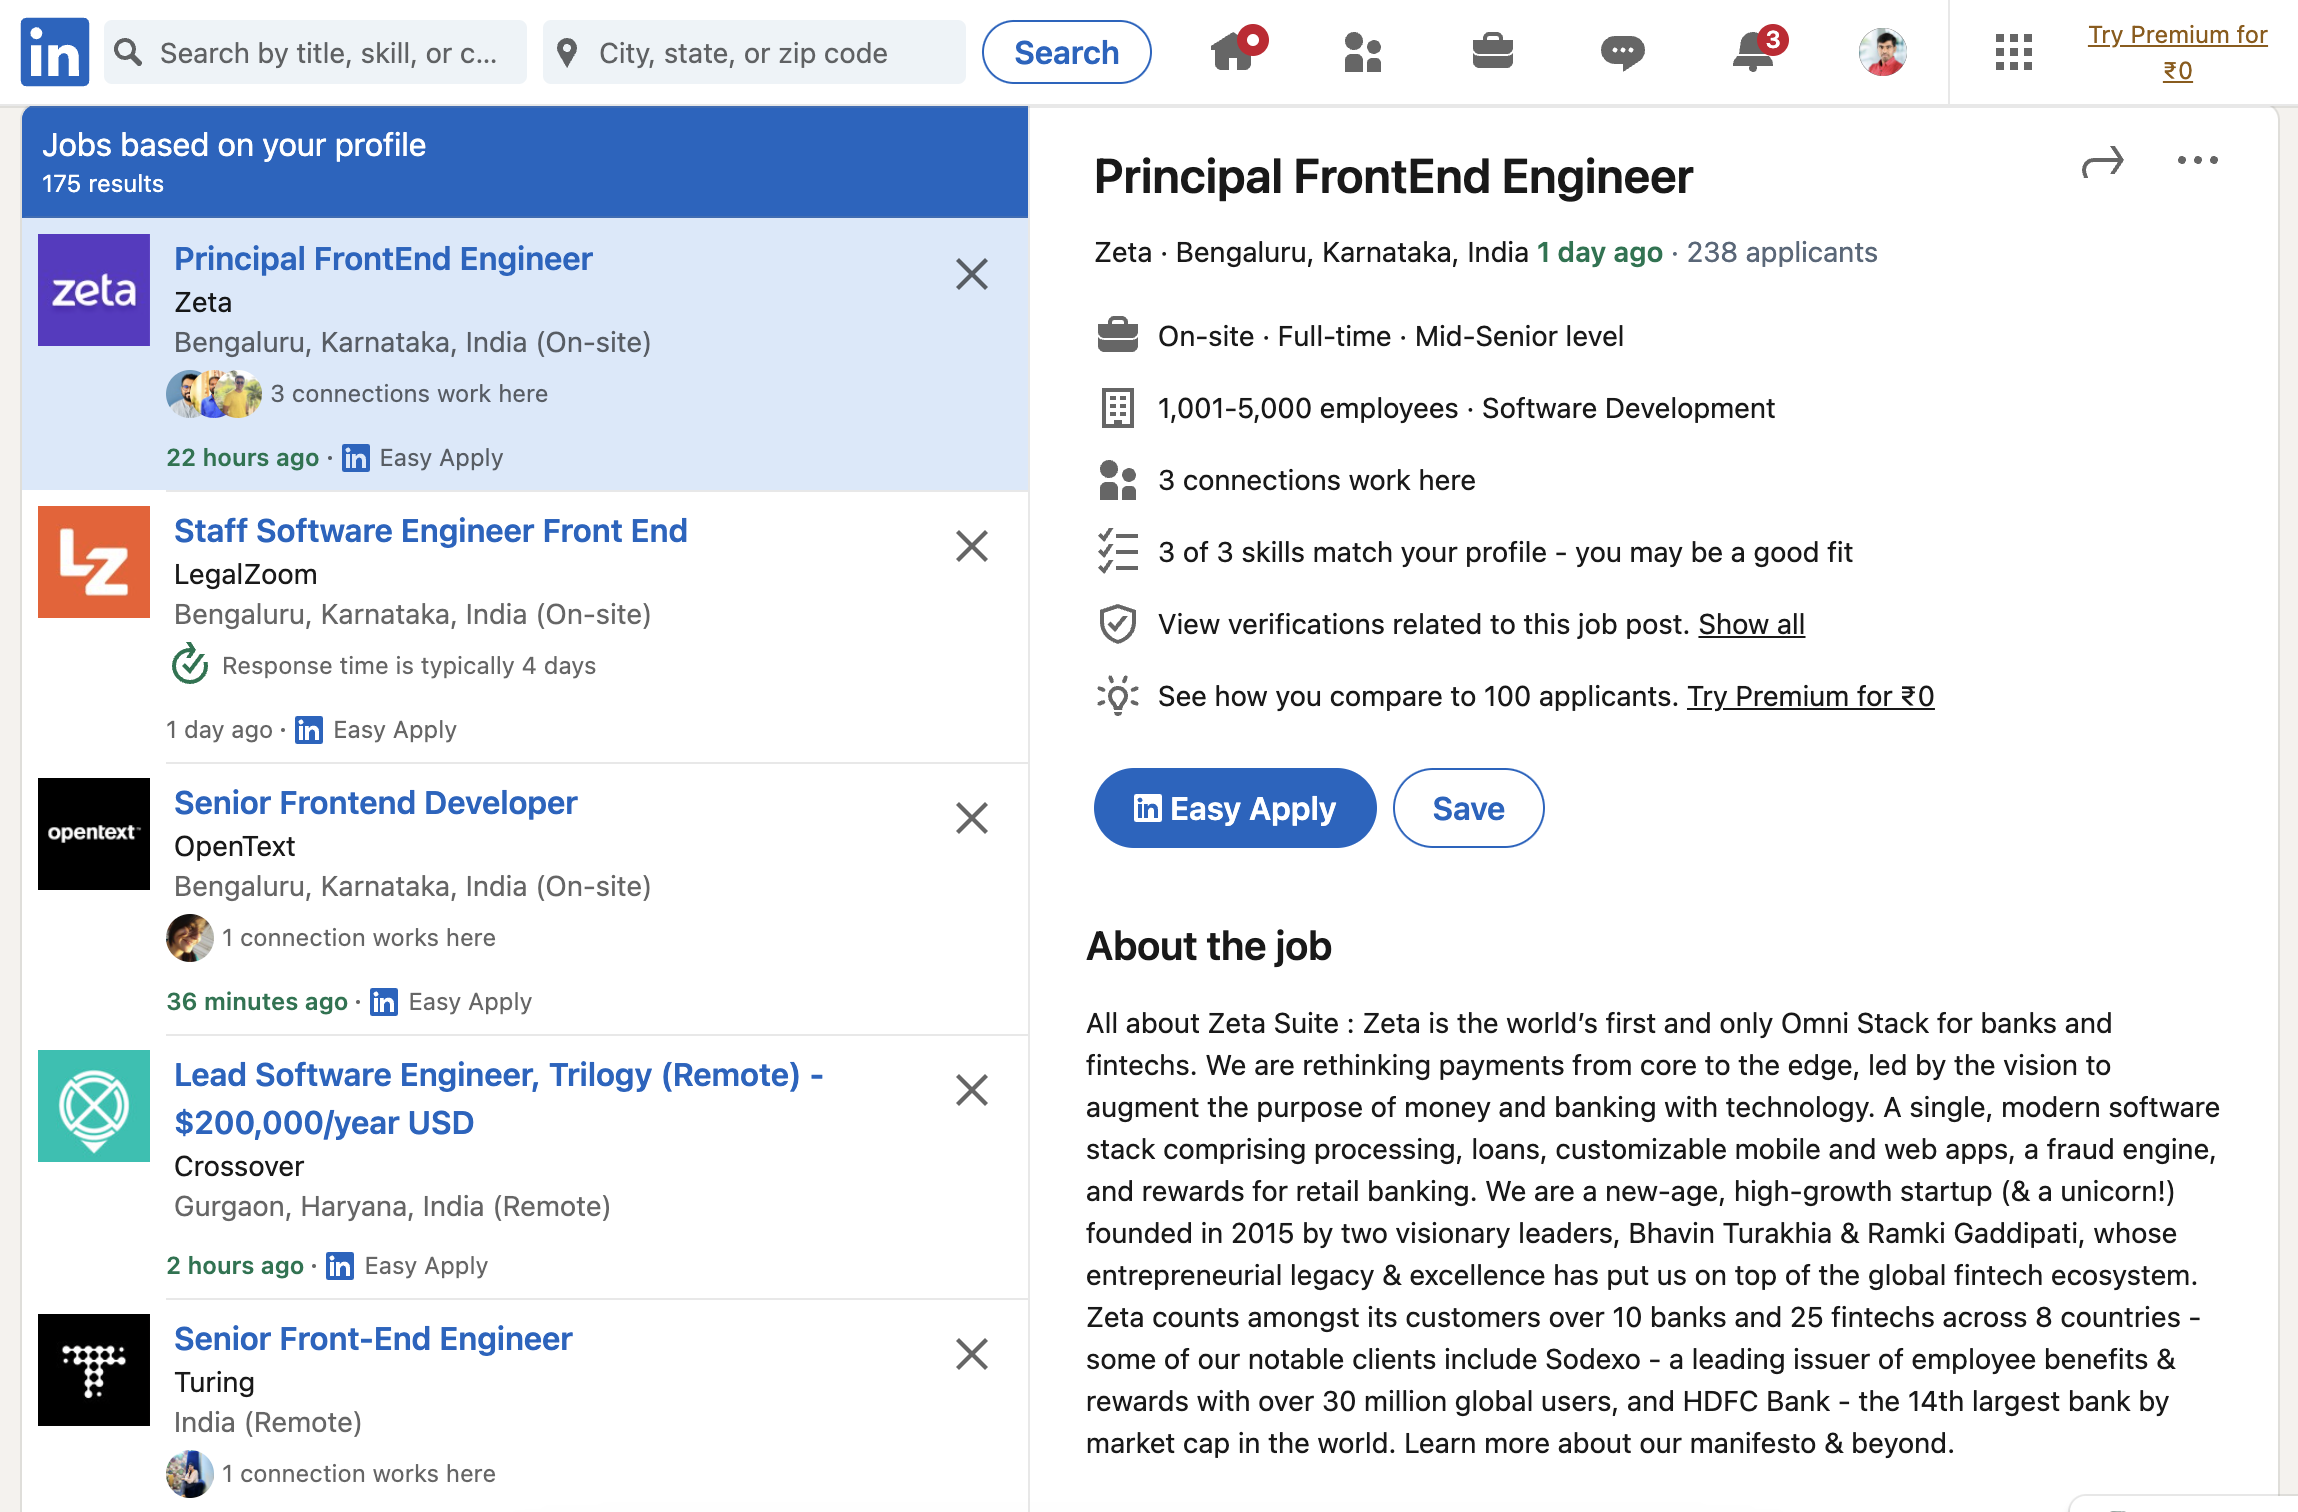 in
Search by title, skill, or c...
City, state, or zip code
Search
3
Try Premium for
₹0
Jobs based on your profile
175 results
zeta
Principal FrontEnd Engineer
Zeta
Bengaluru, Karnataka, India (On-site)
3 connections work here
22 hours ago · in Easy Apply
LZ
Staff Software Engineer Front End
LegalZoom
Bengaluru, Karnataka, India (On-site)
Response time is typically 4 days
1 day ago · in Easy Apply
opentext™
Senior Frontend Developer
OpenText
Bengaluru, Karnataka, India (On-site)
1 connection works here
36 minutes ago · in Easy Apply
Lead Software Engineer, Trilogy (Remote) -
$200,000/year USD
Crossover
Gurgaon, Haryana, India (Remote)
2 hours ago · in Easy Apply
T
Senior Front-End Engineer
Turing
India (Remote)
1 connection works here
Principal FrontEnd Engineer
Zeta · Bengaluru, Karnataka, India 1 day ago · 238 applicants
On-site · Full-time · Mid-Senior level
1,001-5,000 employees · Software Development
3 connections work here
3 of 3 skills match your profile - you may be a good fit
View verifications related to this job post. Show all
See how you compare to 100 applicants. Try Premium for ₹0
in Easy Apply
Save
About the job
All about Zeta Suite : Zeta is the world’s first and only Omni Stack for banks and
fintechs. We are rethinking payments from core to the edge, led by the vision to
augment the purpose of money and banking with technology. A single, modern software
stack comprising processing, loans, customizable mobile and web apps, a fraud engine,
and rewards for retail banking. We are a new-age, high-growth startup (& a unicorn!)
founded in 2015 by two visionary leaders, Bhavin Turakhia & Ramki Gaddipati, whose
entrepreneurial legacy & excellence has put us on top of the global fintech ecosystem.
Zeta counts amongst its customers over 10 banks and 25 fintechs across 8 countries -
some of our notable clients include Sodexo - a leading issuer of employee benefits &
rewards with over 30 million global users, and HDFC Bank - the 14th largest bank by
market cap in the world. Learn more about our manifesto & beyond.